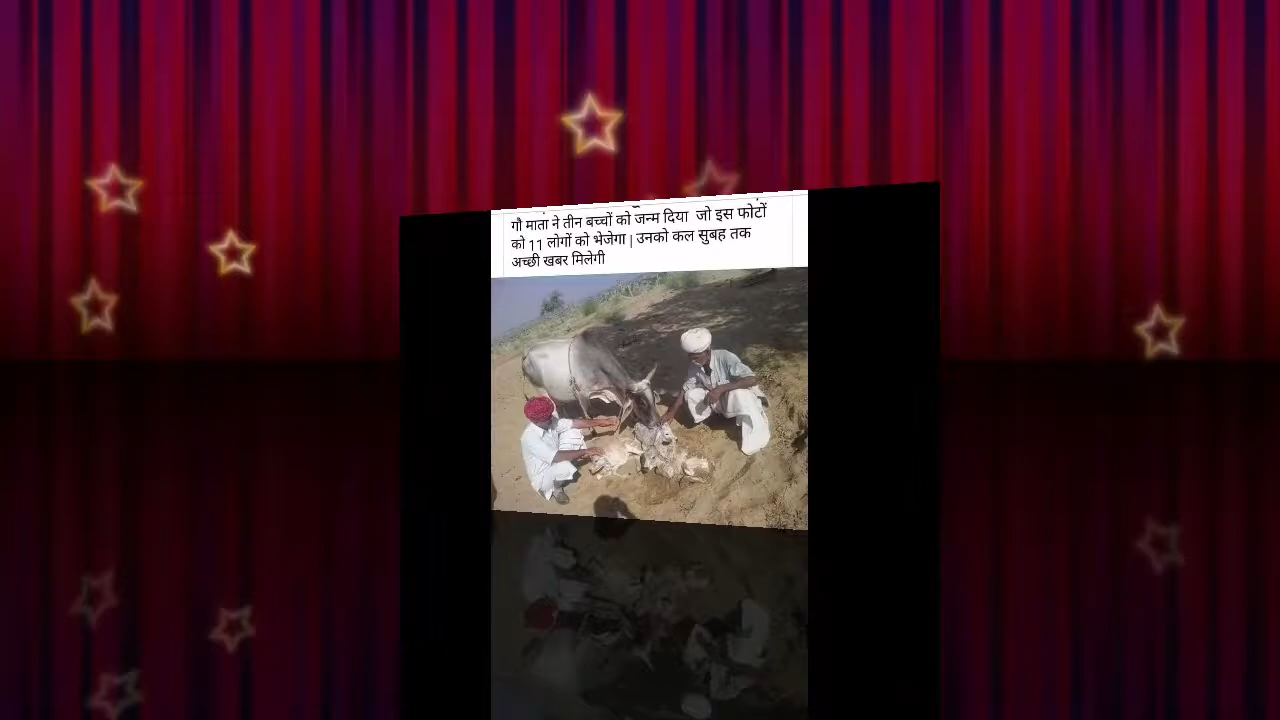 गौ माता ने तीन बच्चों को जन्म दिया जो इस फोटों
को 11 लोगों को भेजेगा | उनको कल सुबह तक
अच्छी खबर मिलेगी